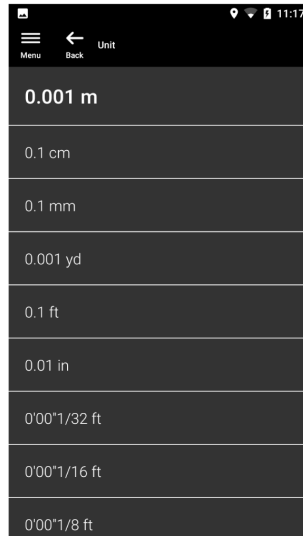 11:17
Menu
Back
Unit
0.001 m
0.1 cm
0.1 mm
0.001 yd
0.1 ft
0.01 in
0'00"1/32 ft
0'00"1/16 ft
0'00"1/8 ft